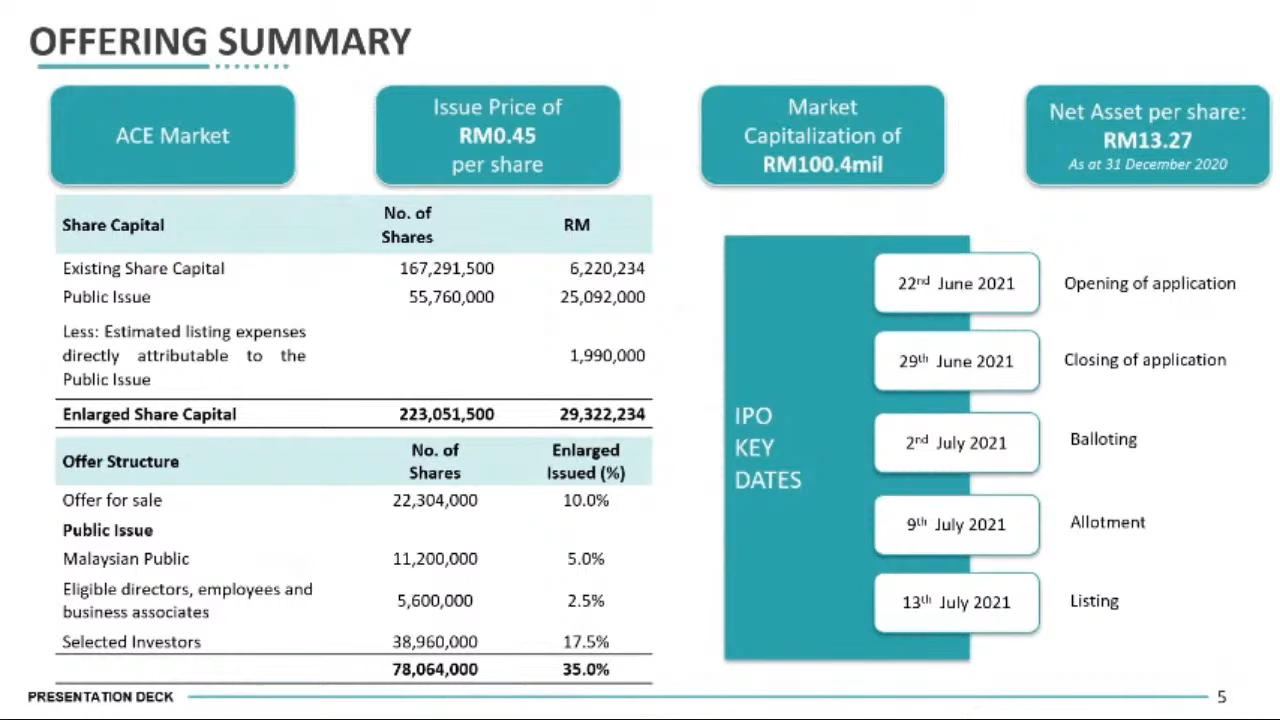 OFFERING SUMMARY
ACE Market
Issue Price of
RM0.45
per share
Market
Capitalization of
RM100.4mil
Net Asset per share:
RM13.27
As at 31 December 2020
Share Capital No. of Shares RM
Existing Share Capital 167,291,500 6,220,234
Public Issue 55,760,000 25,092,000
Less: Estimated listing expenses
directly attributable to the 1,990,000
Public Issue
Enlarged Share Capital 223,051,500 29,322,234
Offer Structure No. of Shares Enlarged Issued (%)
Offer for sale 22,304,000 10.0%
Public Issue
Malaysian Public 11,200,000 5.0%
Eligible directors, employees and
business associates 5,600,000 2.5%
Selected Investors 38,960,000 17.5%
78,064,000 35.0%
IPO
KEY
DATES
22nd June 2021 Opening of application
29th June 2021 Closing of application
2nd July 2021 Balloting
9th July 2021 Allotment
13th July 2021 Listing
PRESENTATION DECK 5